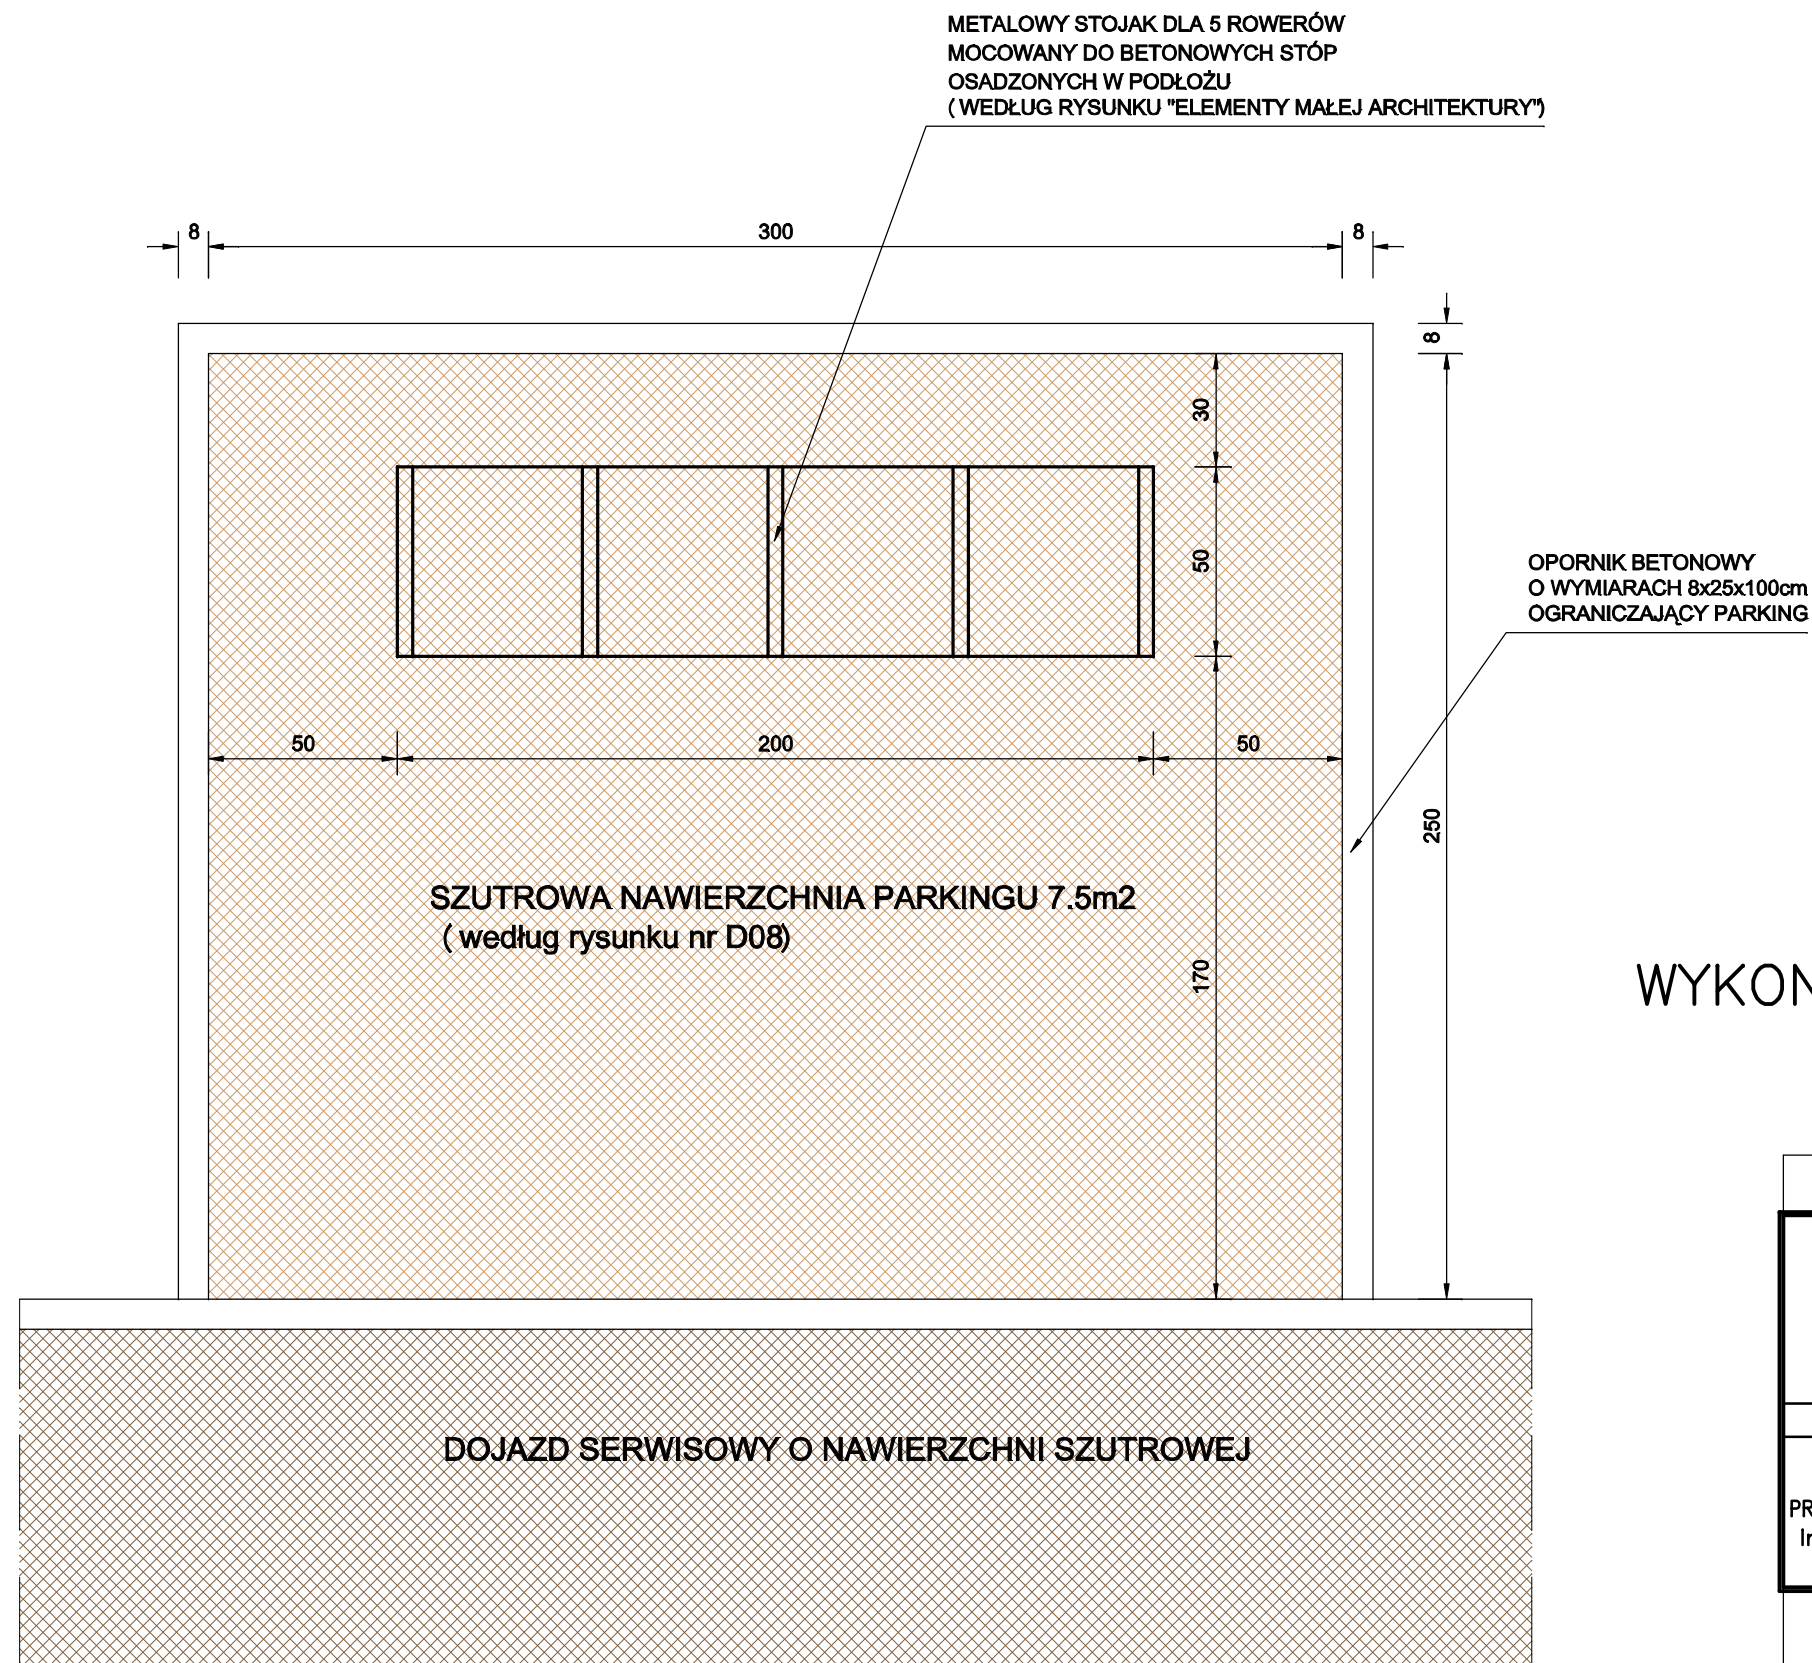 METALOWY STOJAK DLA 5 ROWERÓW
MOCOWANY DO BETONOWYCH STÓP
OSADZONYCH W PODŁOŻU
( WEDŁUG RYSUNKU "ELEMENTY MAŁEJ ARCHITEKTURY")
8
300
8
8
30
50
OPORNIK BETONOWY
O WYMIARACH 8x25x100cm
OGRANICZAJĄCY PARKING
50
200
50
250
SZUTROWA NAWIERZCHNIA PARKINGU 7.5m2
( według rysunku nr D08)
170
WYKON
DOJAZD SERWISOWY O NAWIERZCHNI SZUTROWEJ
PR